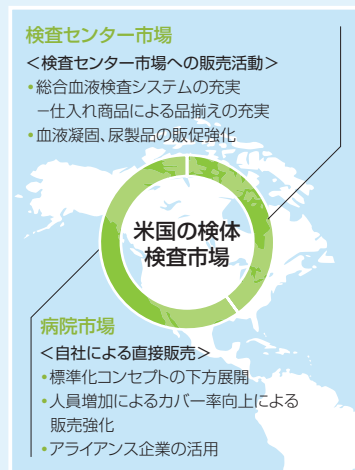 検査センター市場
＜検査センター市場への販売活動＞
•総合血液検査システムの充実
－仕入れ商品による品揃えの充実
•血液凝固、尿製品の販促強化
米国の検体
検査市場
病院市場
＜自社による直接販売＞
•標準化コンセプトの下方展開
•人員増加によるカバー率向上による
販売強化
•アライアンス企業の活用